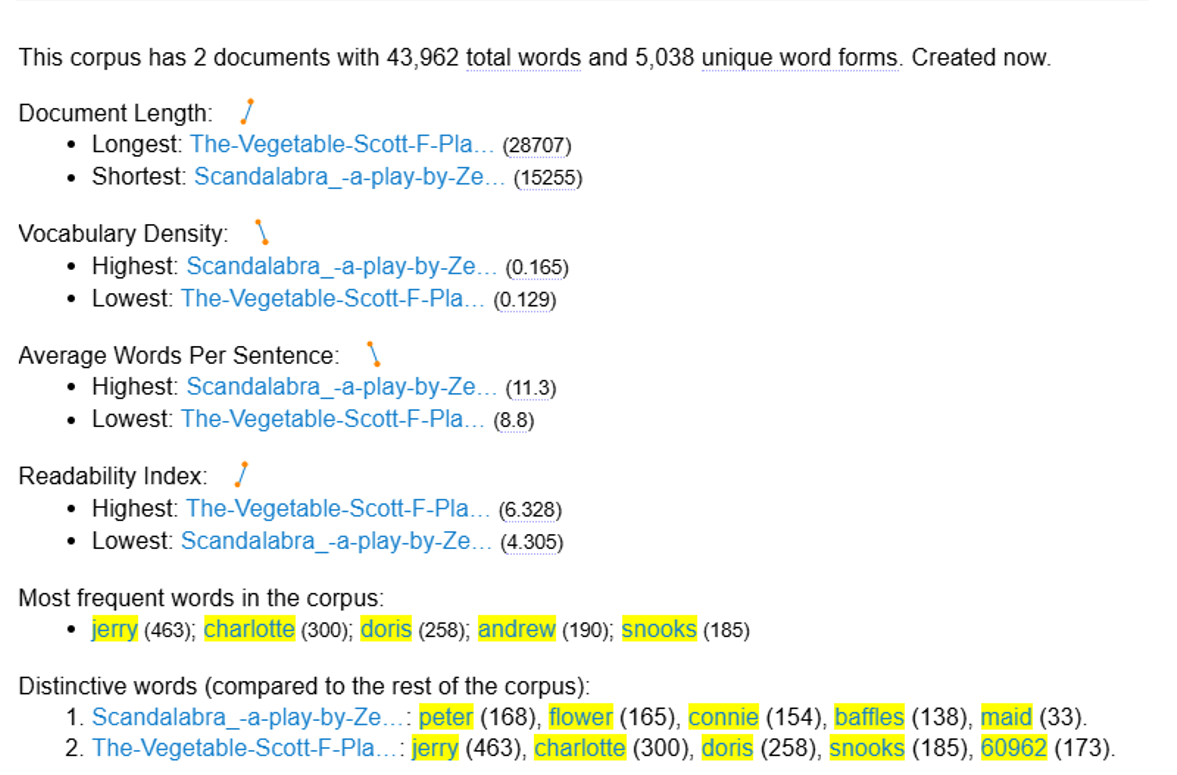 This corpus has 2 documents with 43,962 total words and 5,038 unique word forms. Created now.
Document Length:
• Longest: The-Vegetable-Scott-F-Pla... (28707)
• Shortest: Scandalabra_-a-play-by-Ze... (15255)
Vocabulary Density:
• Highest: Scandalabra_-a-play-by-Ze... (0.165)
• Lowest: The-Vegetable-Scott-F-Pla... (0.129)
Average Words Per Sentence:
• Highest: Scandalabra_-a-play-by-Ze... (11.3)
• Lowest: The-Vegetable-Scott-F-Pla... (8.8)
Readability Index:
• Highest: The-Vegetable-Scott-F-Pla... (6.328)
• Lowest: Scandalabra_-a-play-by-Ze... (4.305)
Most frequent words in the corpus:
• jerry (463); charlotte (300); doris (258); andrew (190); snooks (185)
Distinctive words (compared to the rest of the corpus):
1. Scandalabra_-a-play-by-Ze...: peter (168), flower (165), connie (154), baffles (138), maid (33).
2. The-Vegetable-Scott-F-Pla...: jerry (463), charlotte (300), doris (258), snooks (185), 60962 (173).